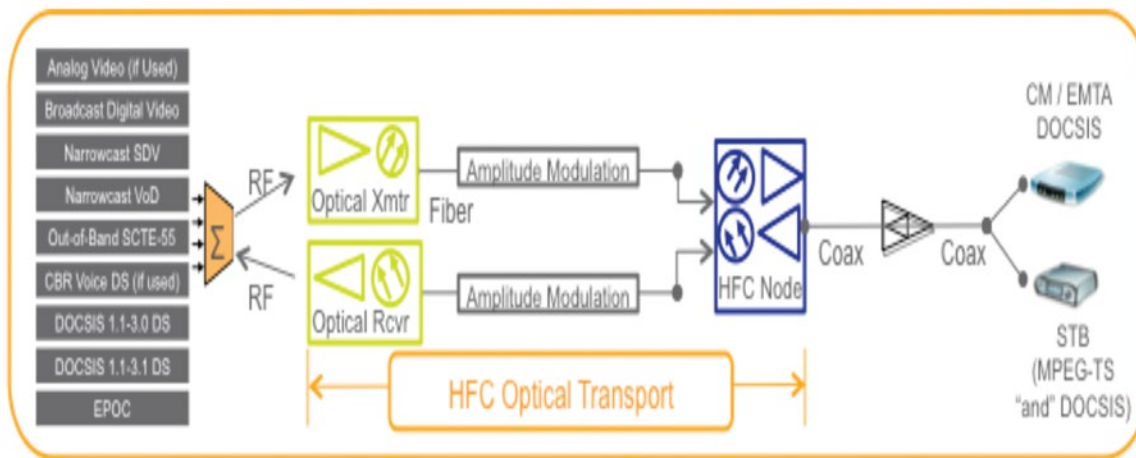 Analog Video (if Used)
Broadcast Digital Video
Narrowcast SDV
Narrowcast VoD
Out-of-Band SCTE-55
CBR Voice DS (if used)
DOCSIS 1.1-3.0 DS
DOCSIS 1.1-3.1 DS
EPOC
Σ
RF
RF
Optical Xmtr
Fiber
Amplitude Modulation
Optical Rcvr
Amplitude Modulation
HFC Node
HFC Optical Transport
Coax
Coax
CM / EMTA
DOCSIS
STB
(MPEG-TS
“and” DOCSIS)